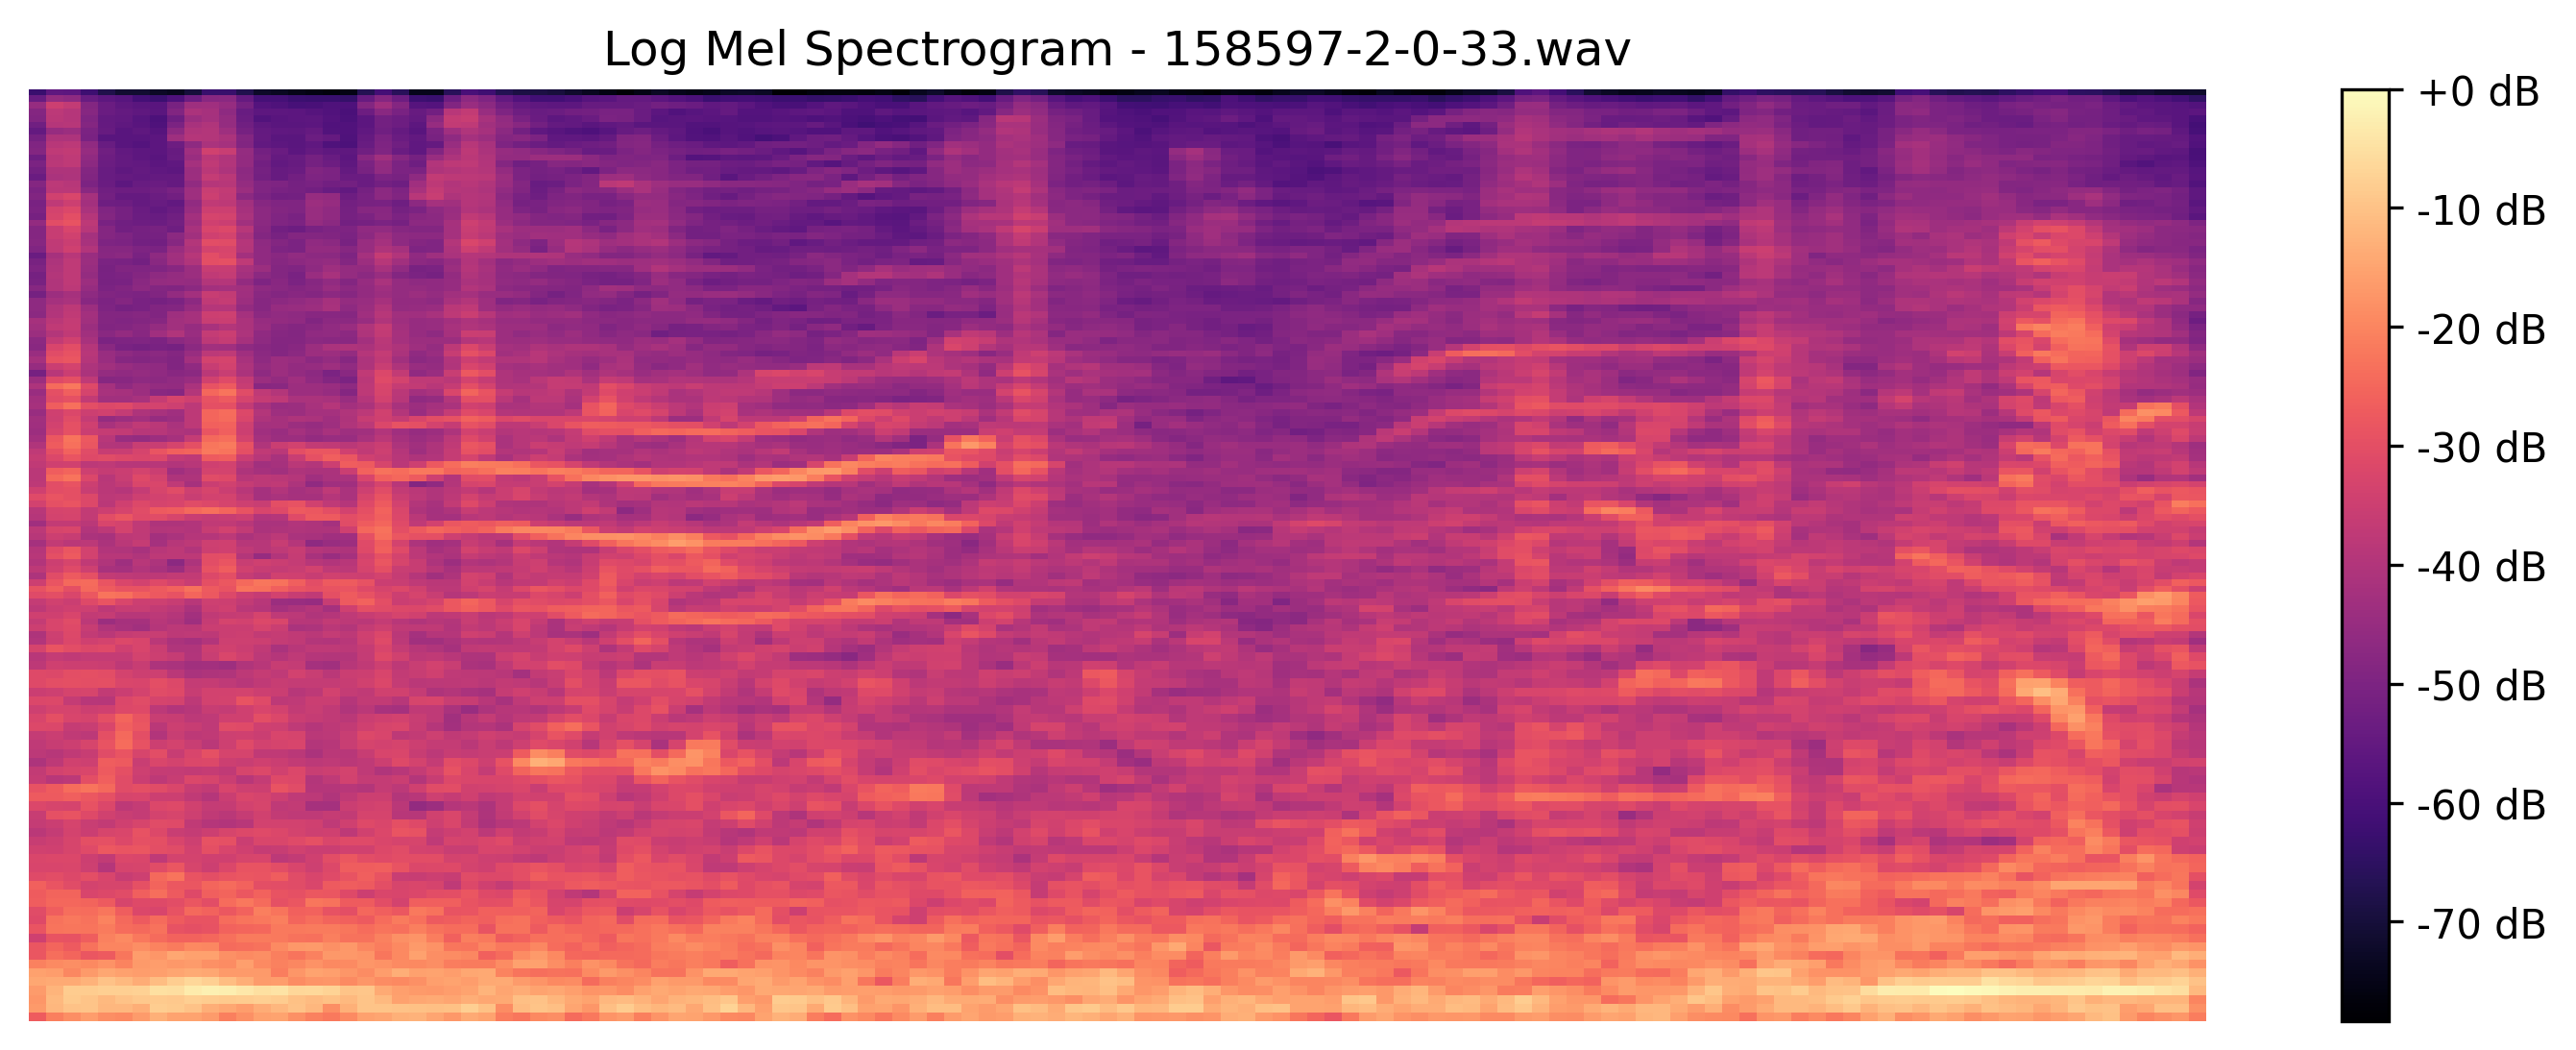 Log Mel Spectrogram - 158597-2-0-33.wav
+0 dB
-10 dB
-20 dB
-30 dB
-40 dB
-50 dB
-60 dB
-70 dB